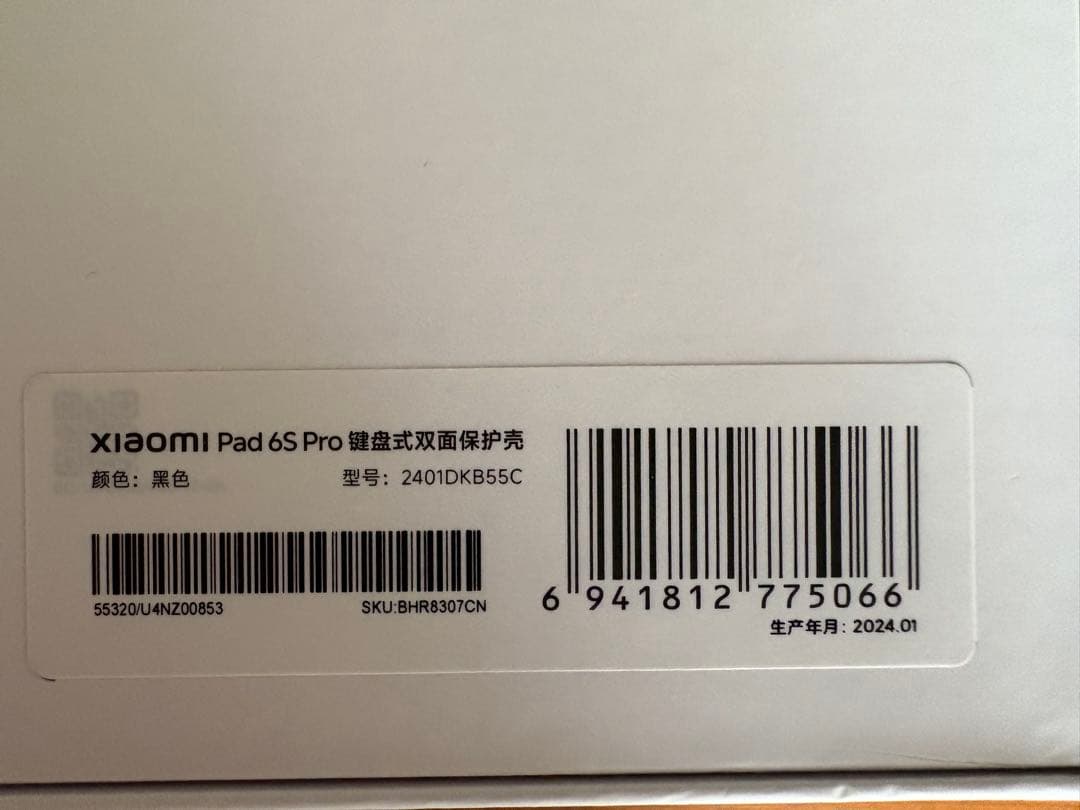 xiaomi Pad 6S Pro 键盘式双面保护壳
颜色：黑色 型号：2401DKB55C
55320/U4NZ00853 SKU:BHR8307CN
6 941812 775066
生产年月：2024.01